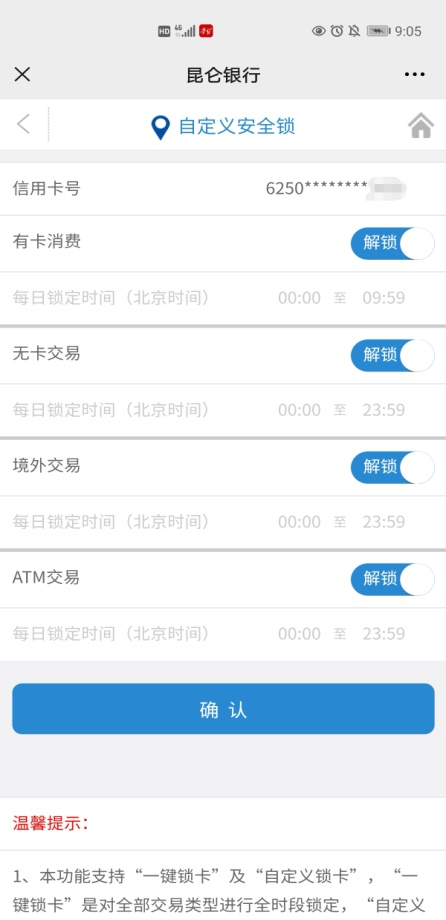 HD 4G 9:05
昆仑银行
自定义安全锁
信用卡号 6250********
有卡消费 解锁
每日锁定时间（北京时间） 00:00 至 09:59
无卡交易 解锁
每日锁定时间（北京时间） 00:00 至 23:59
境外交易 解锁
每日锁定时间（北京时间） 00:00 至 23:59
ATM交易 解锁
每日锁定时间（北京时间） 00:00 至 23:59
确 认
温馨提示：
1、本功能支持“一键锁卡”及“自定义锁卡”，“一
键锁卡”是对全部交易类型进行全时段锁定，“自定义